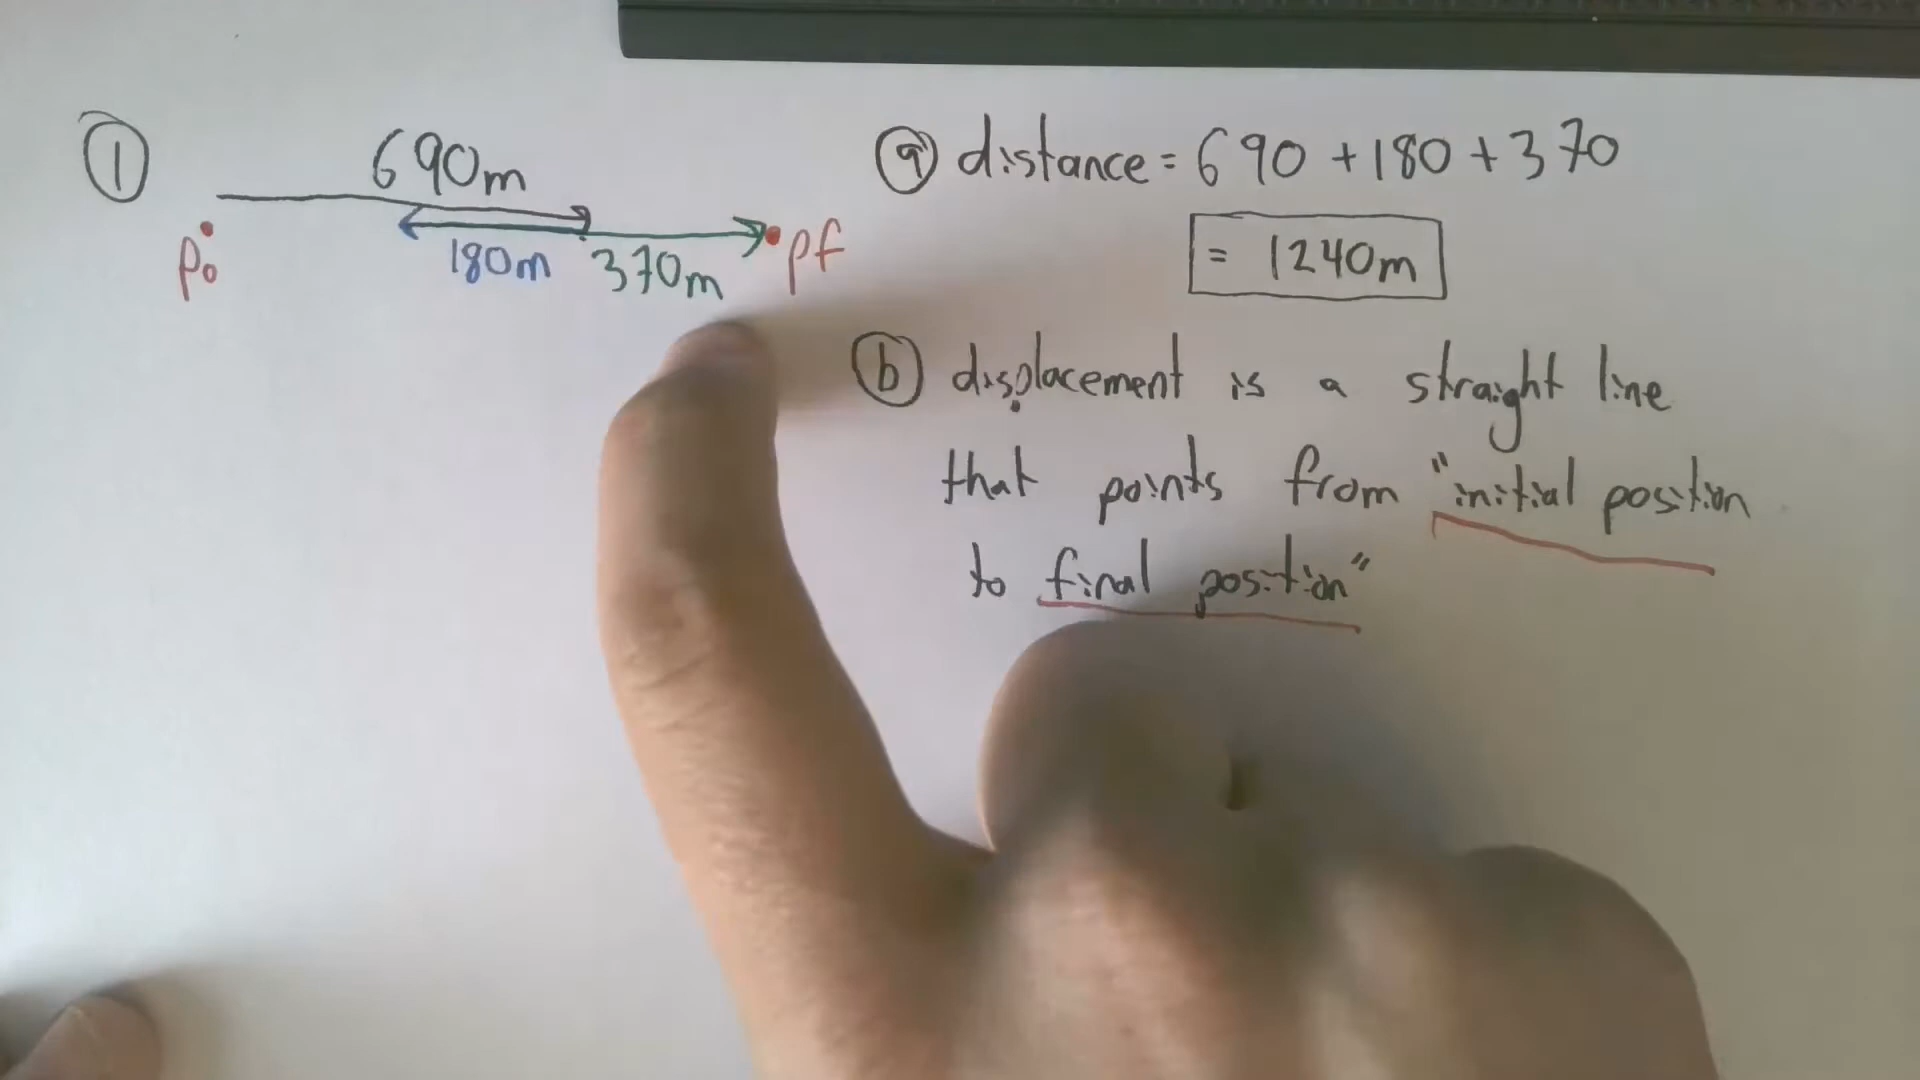 ① 690m
180m 370m
p₀ pf
ⓐ distance = 690 + 180 + 370
= 1240m
ⓑ displacement is a straight line
that points from "initial position
to final position"